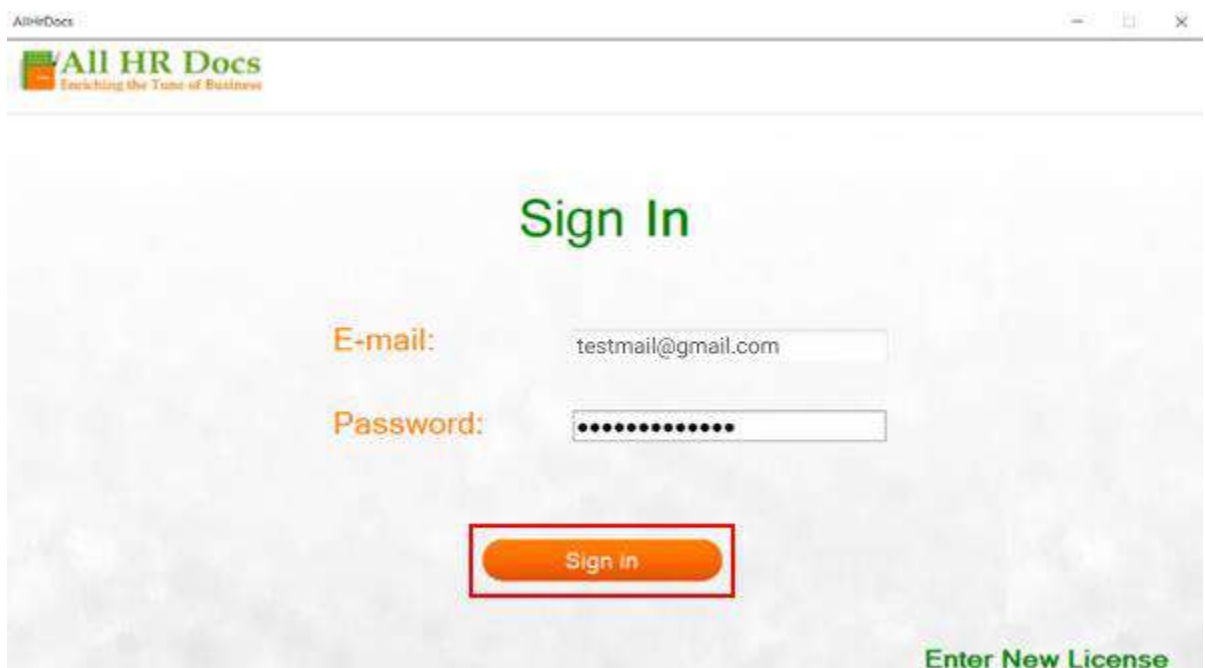 AllHrDocs
All HR Docs
Enriching the Tune of Business
Sign In
E-mail:
testmail@gmail.com
Password:
•••••••••••••
Sign in
Enter New License